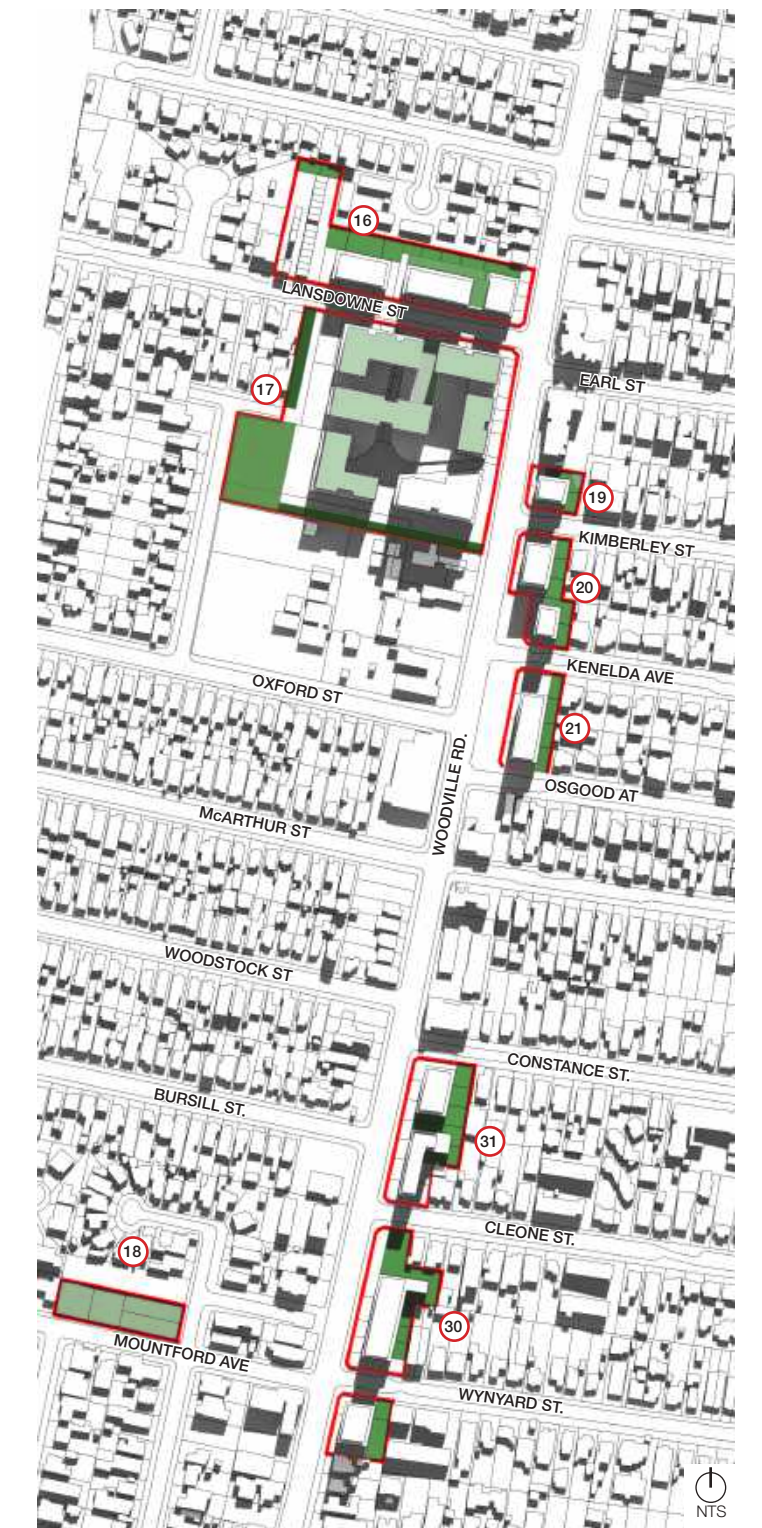 16
LANSDOWNE ST
17
EARL ST
19
KIMBERLEY ST
20
KENELDA AVE
OXFORD ST
21
WOODVILLE RD.
OSGOOD AT
McARTHUR ST
WOODSTOCK ST
CONSTANCE ST.
BURSILL ST.
31
CLEONE ST.
18
30
MOUNTFORD AVE
WYNYARD ST.
NTS